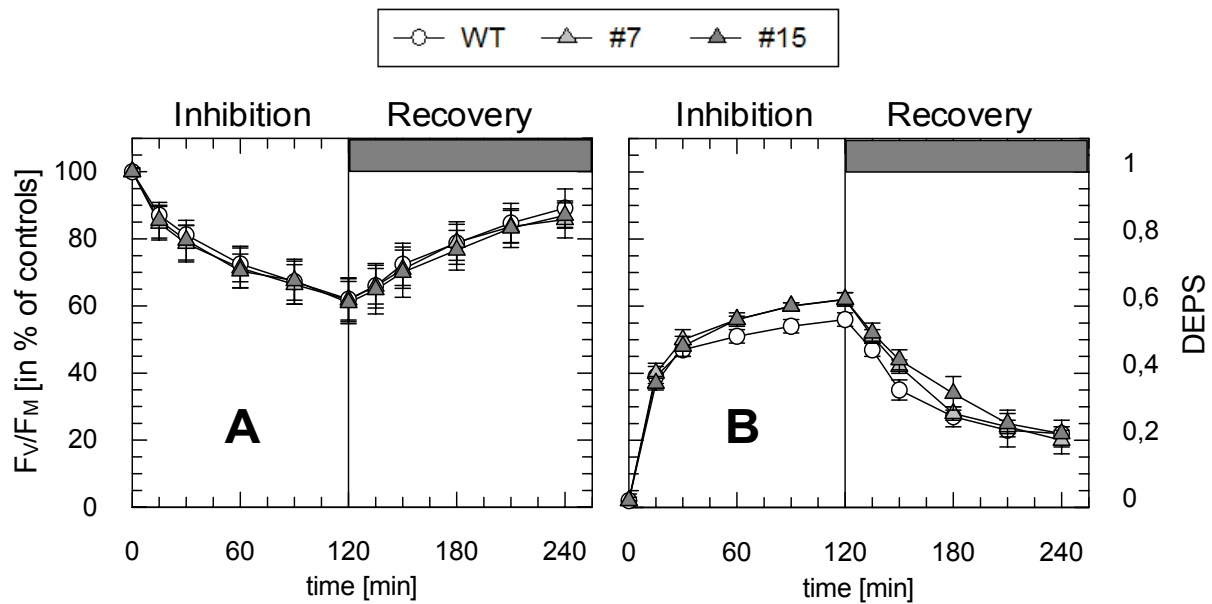 WT #7 #15
Inhibition Recovery Inhibition Recovery
100 1
80 0,8
60 0,6
40 0,4
20 0,2
0 0
Fv/FM [in % of controls]
A B
DEPS
0 60 120 180 240 0 60 120 180 240
time [min] time [min]